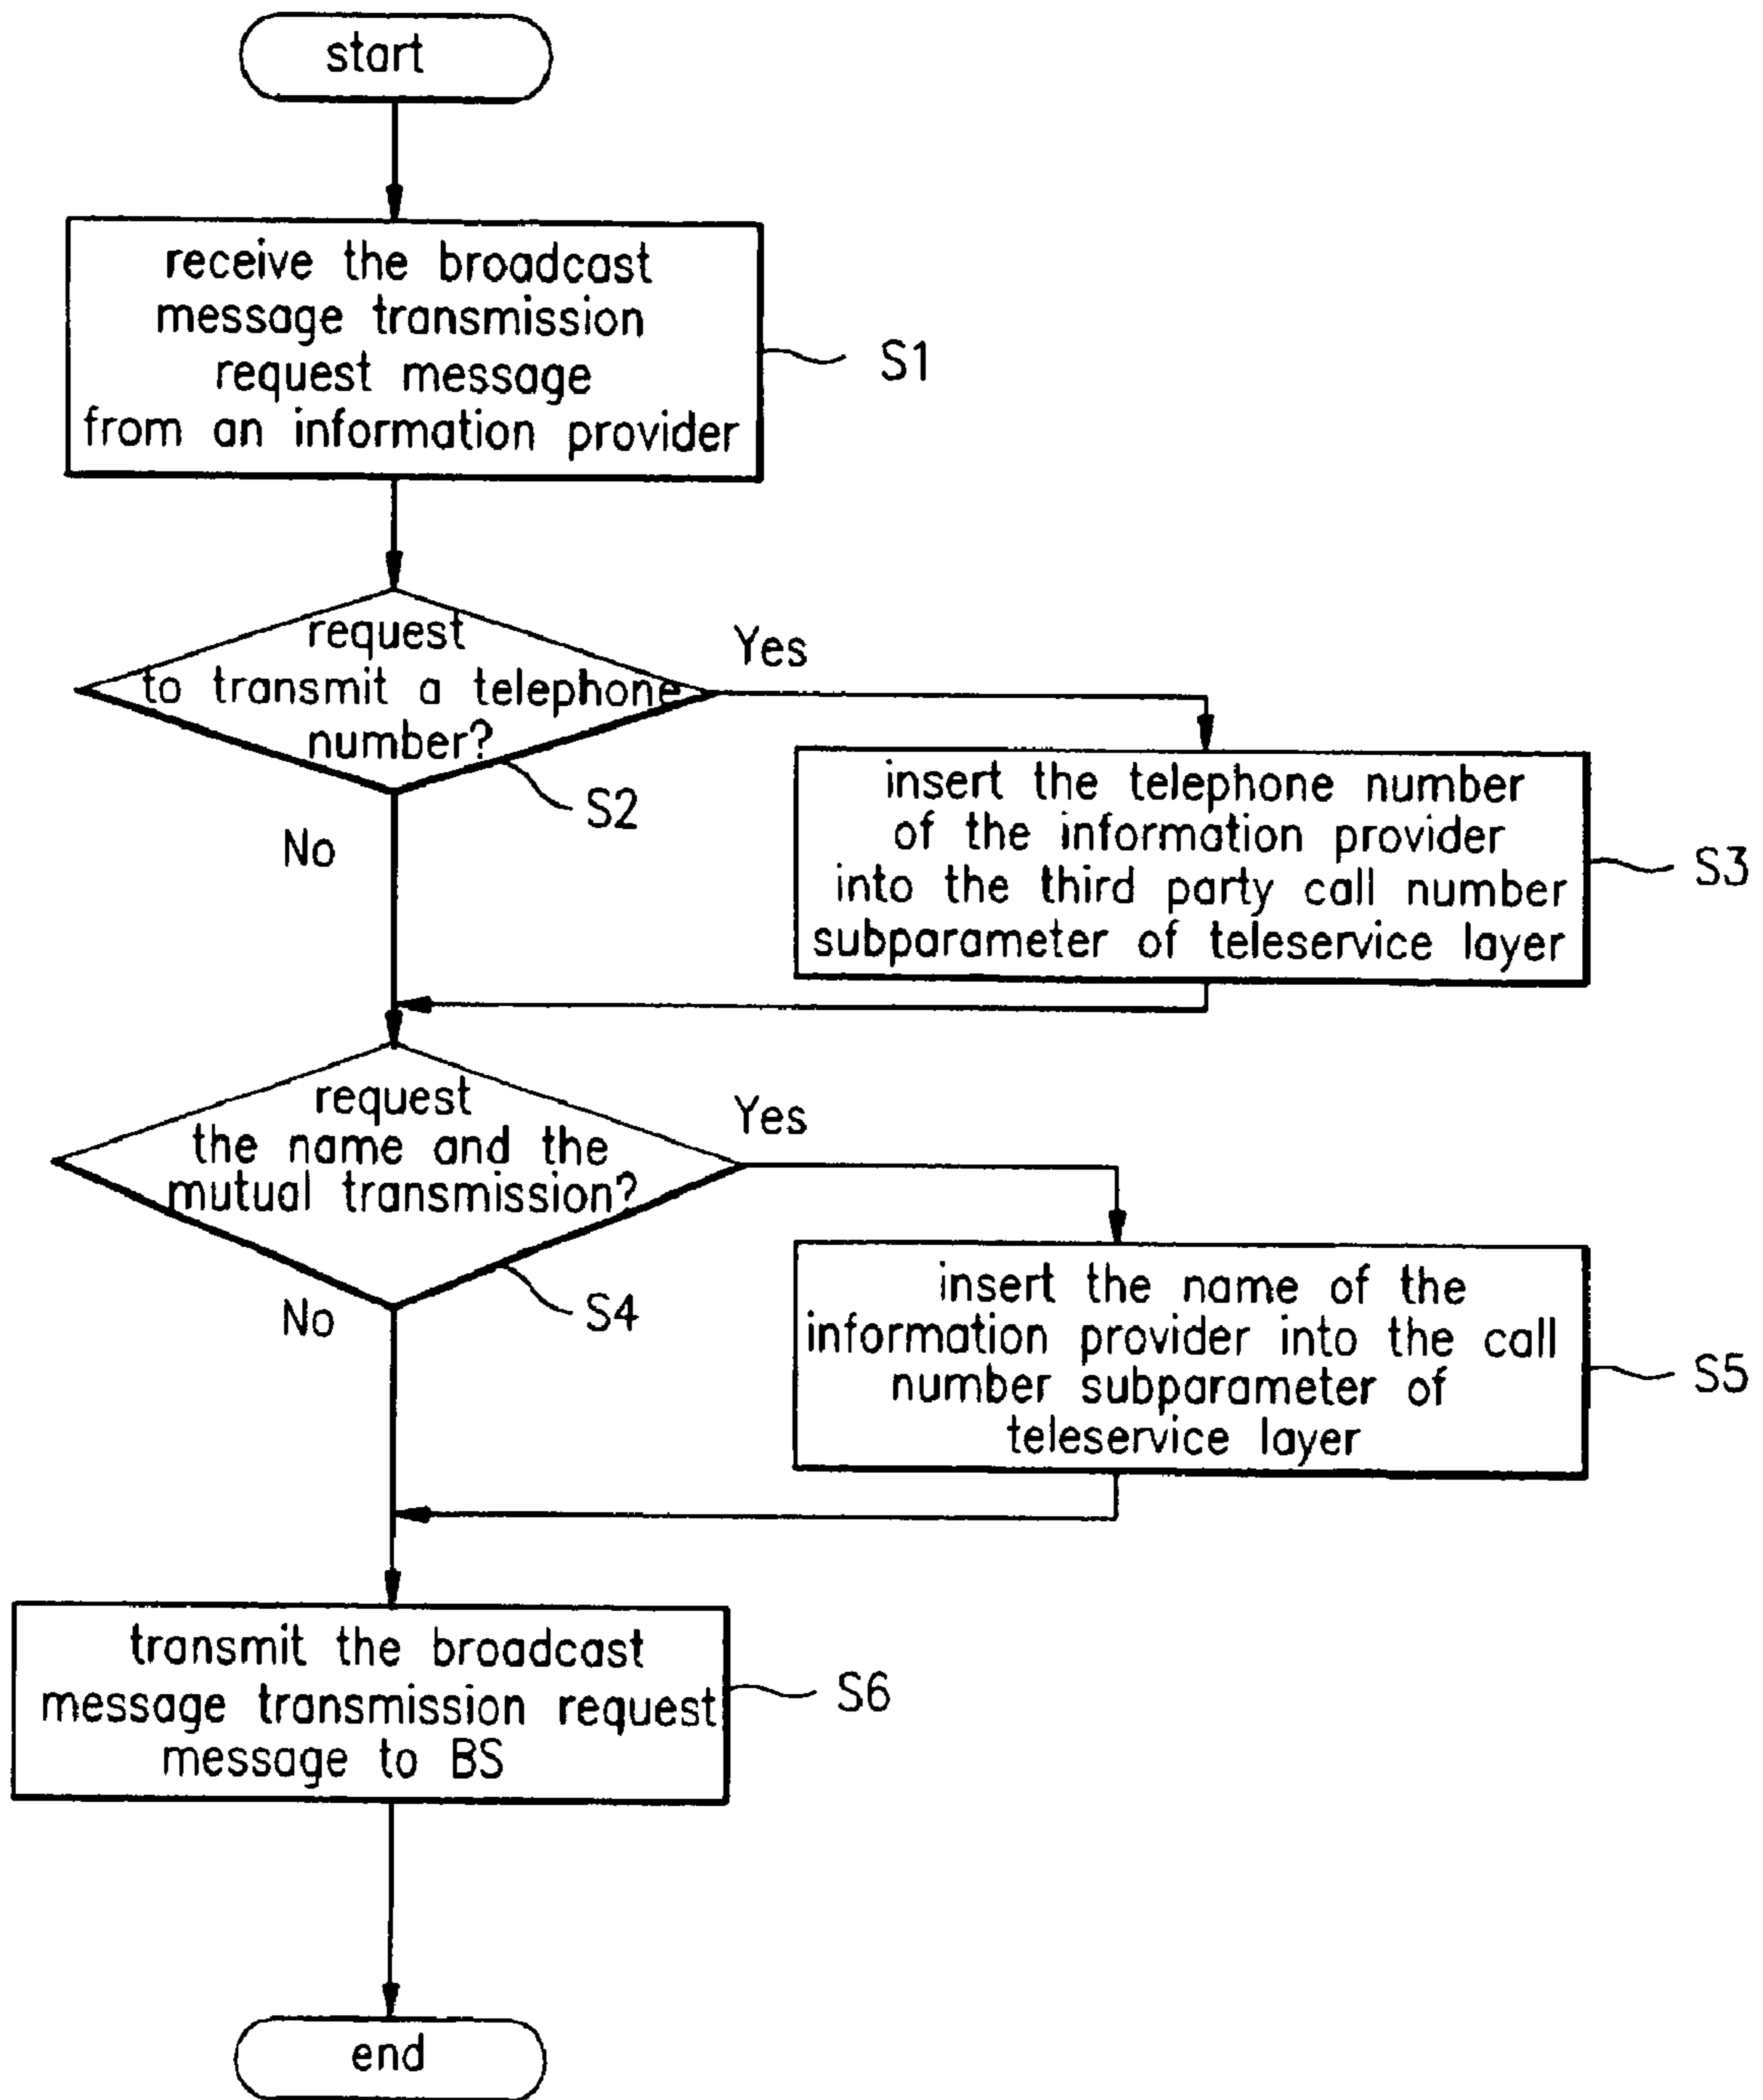 start
receive the broadcast
message transmission
request message
from an information provider
S1
request
to transmit a telephone
number?
Yes
S2
No
insert the telephone number
of the information provider
into the third party call number
subparameter of teleservice layer
S3
request
the name and the
mutual transmission?
Yes
S4
No
insert the name of the
information provider into the call
number subparameter of
teleservice layer
S5
transmit the broadcast
message transmission request
message to BS
S6
end